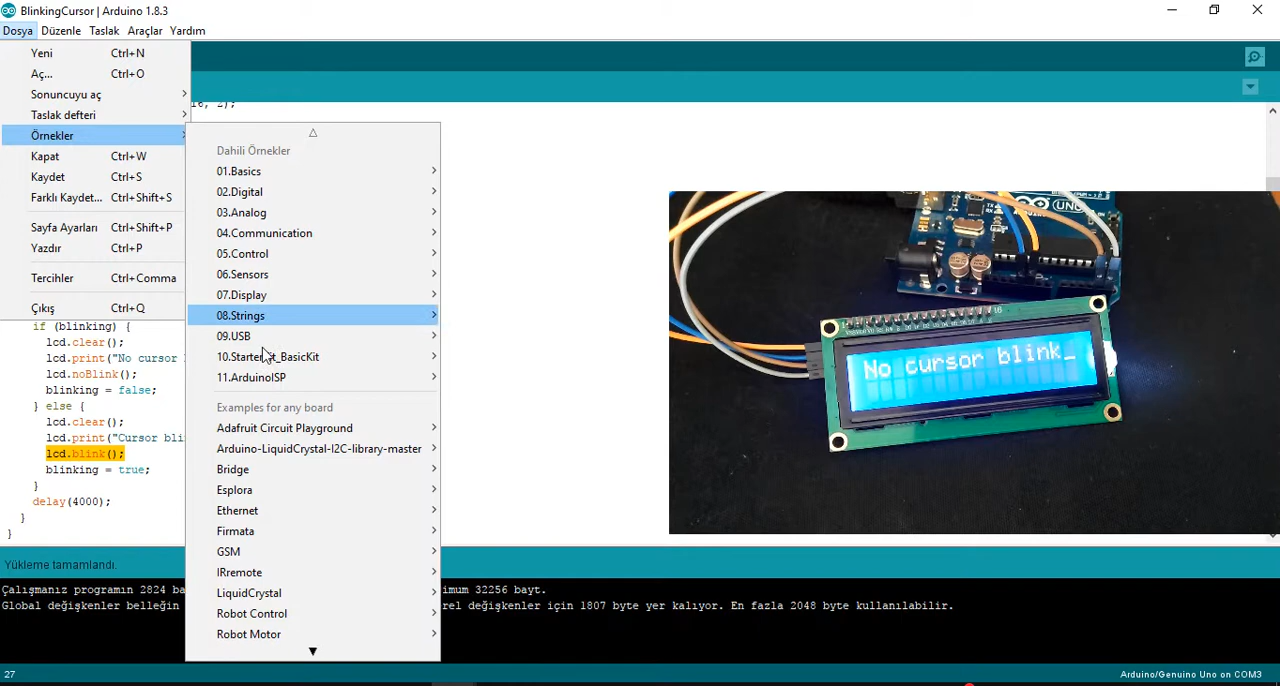 BlinkingCursor | Arduino 1.8.3
Dosya Düzenle Taslak Araçlar Yardım
Yeni Ctrl+N
Aç... Ctrl+O
Sonuncuyu aç
Taslak defteri
Örnekler
Kapat Ctrl+W
Kaydet Ctrl+S
Farklı Kaydet... Ctrl+Shift+S
Sayfa Ayarları Ctrl+Shift+P
Yazdır Ctrl+P
Tercihler Ctrl+Comma
Çıkış Ctrl+Q
16, 2);
Dahili Örnekler
01.Basics
02.Digital
03.Analog
04.Communication
05.Control
06.Sensors
07.Display
08.Strings
09.USB
10.StarterKit_BasicKit
11.ArduinoISP
Examples for any board
Adafruit Circuit Playground
Arduino-LiquidCrystal-I2C-library-master
Bridge
Esplora
Ethernet
Firmata
GSM
IRremote
LiquidCrystal
Robot Control
Robot Motor
if (blinking) {
lcd.clear();
lcd.print("No cursor
lcd.noBlink();
blinking = false;
} else {
lcd.clear();
lcd.print("Cursor bli
lcd.blink();
blinking = true;
}
delay(4000);
}
}
UNO
No cursor blink_
Yükleme tamamlandı.
Çalışmanız programın 2824 ba imum 32256 bayt.
Global değişkenler belleğin rel değişkenler için 1807 byte yer kalıyor. En fazla 2048 byte kullanılabilir.
27 Arduino/Genuino Uno on COM3